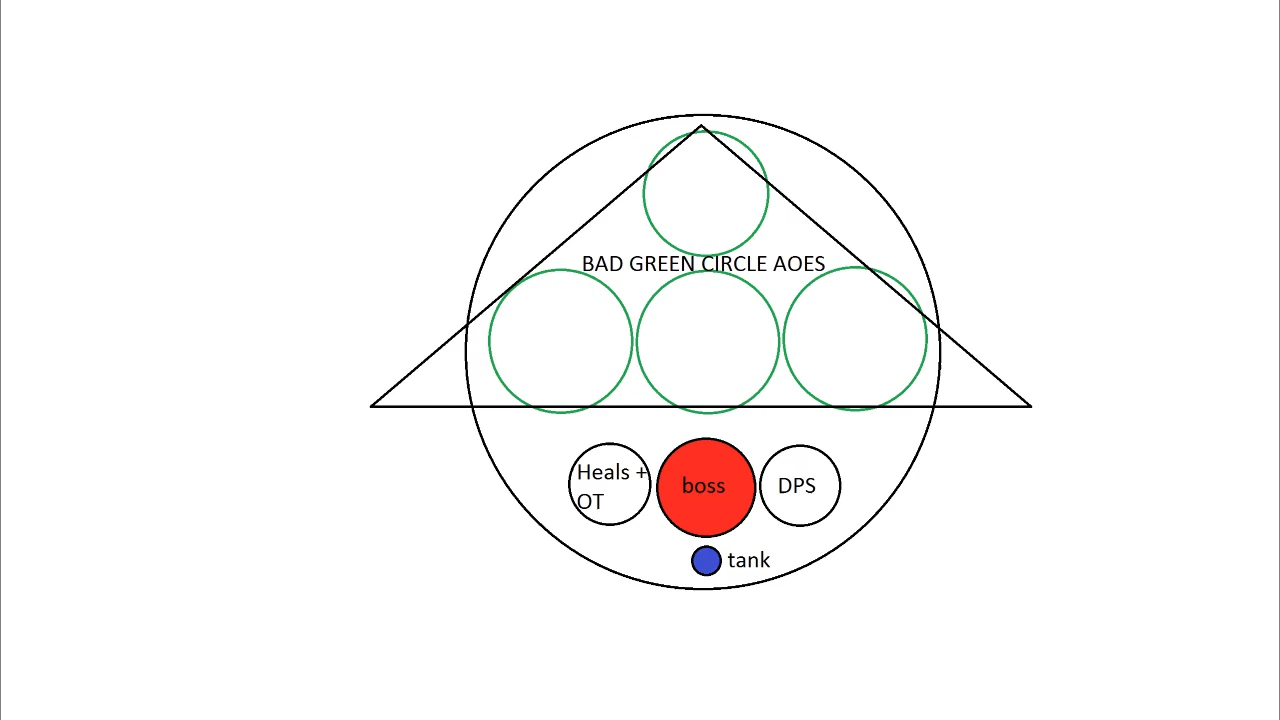 BAD GREEN CIRCLE AOES
Heals +
OT
boss
DPS
tank